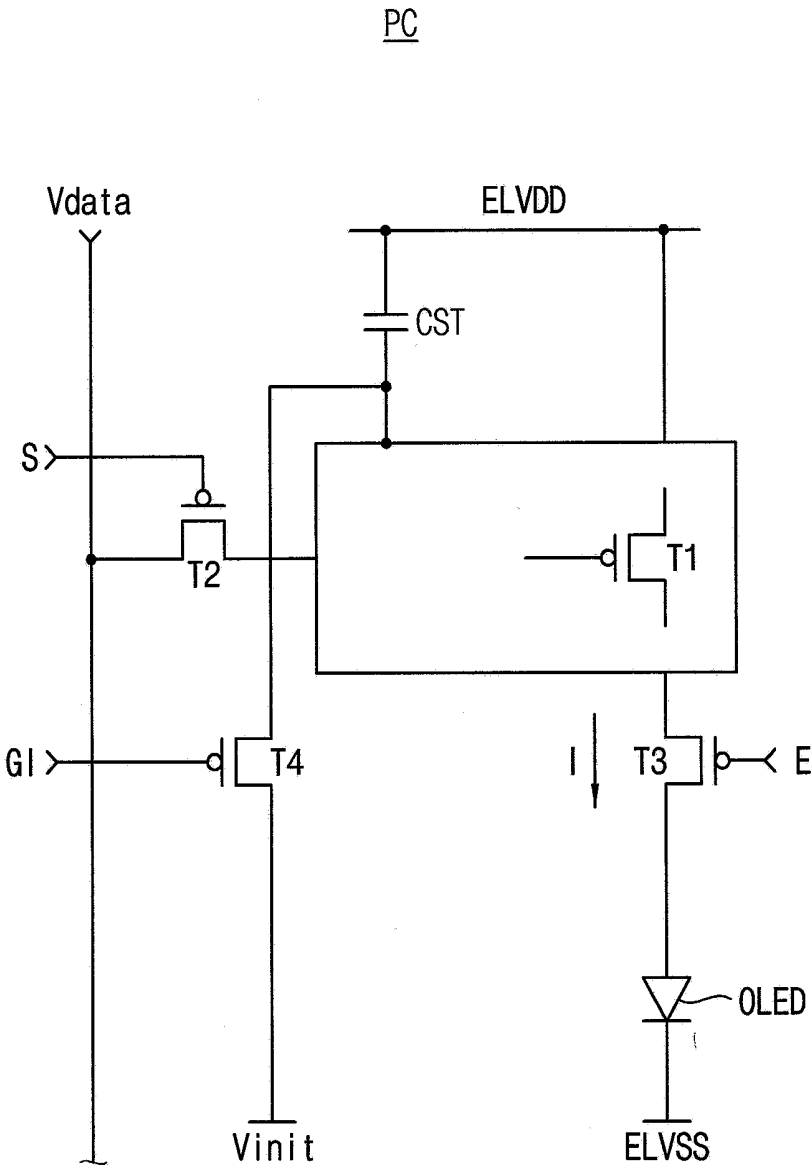 PC
Vdata
ELVDD
CST
S
T2
T1
GI
T4
I
T3
E
OLED
Vinit
ELVSS